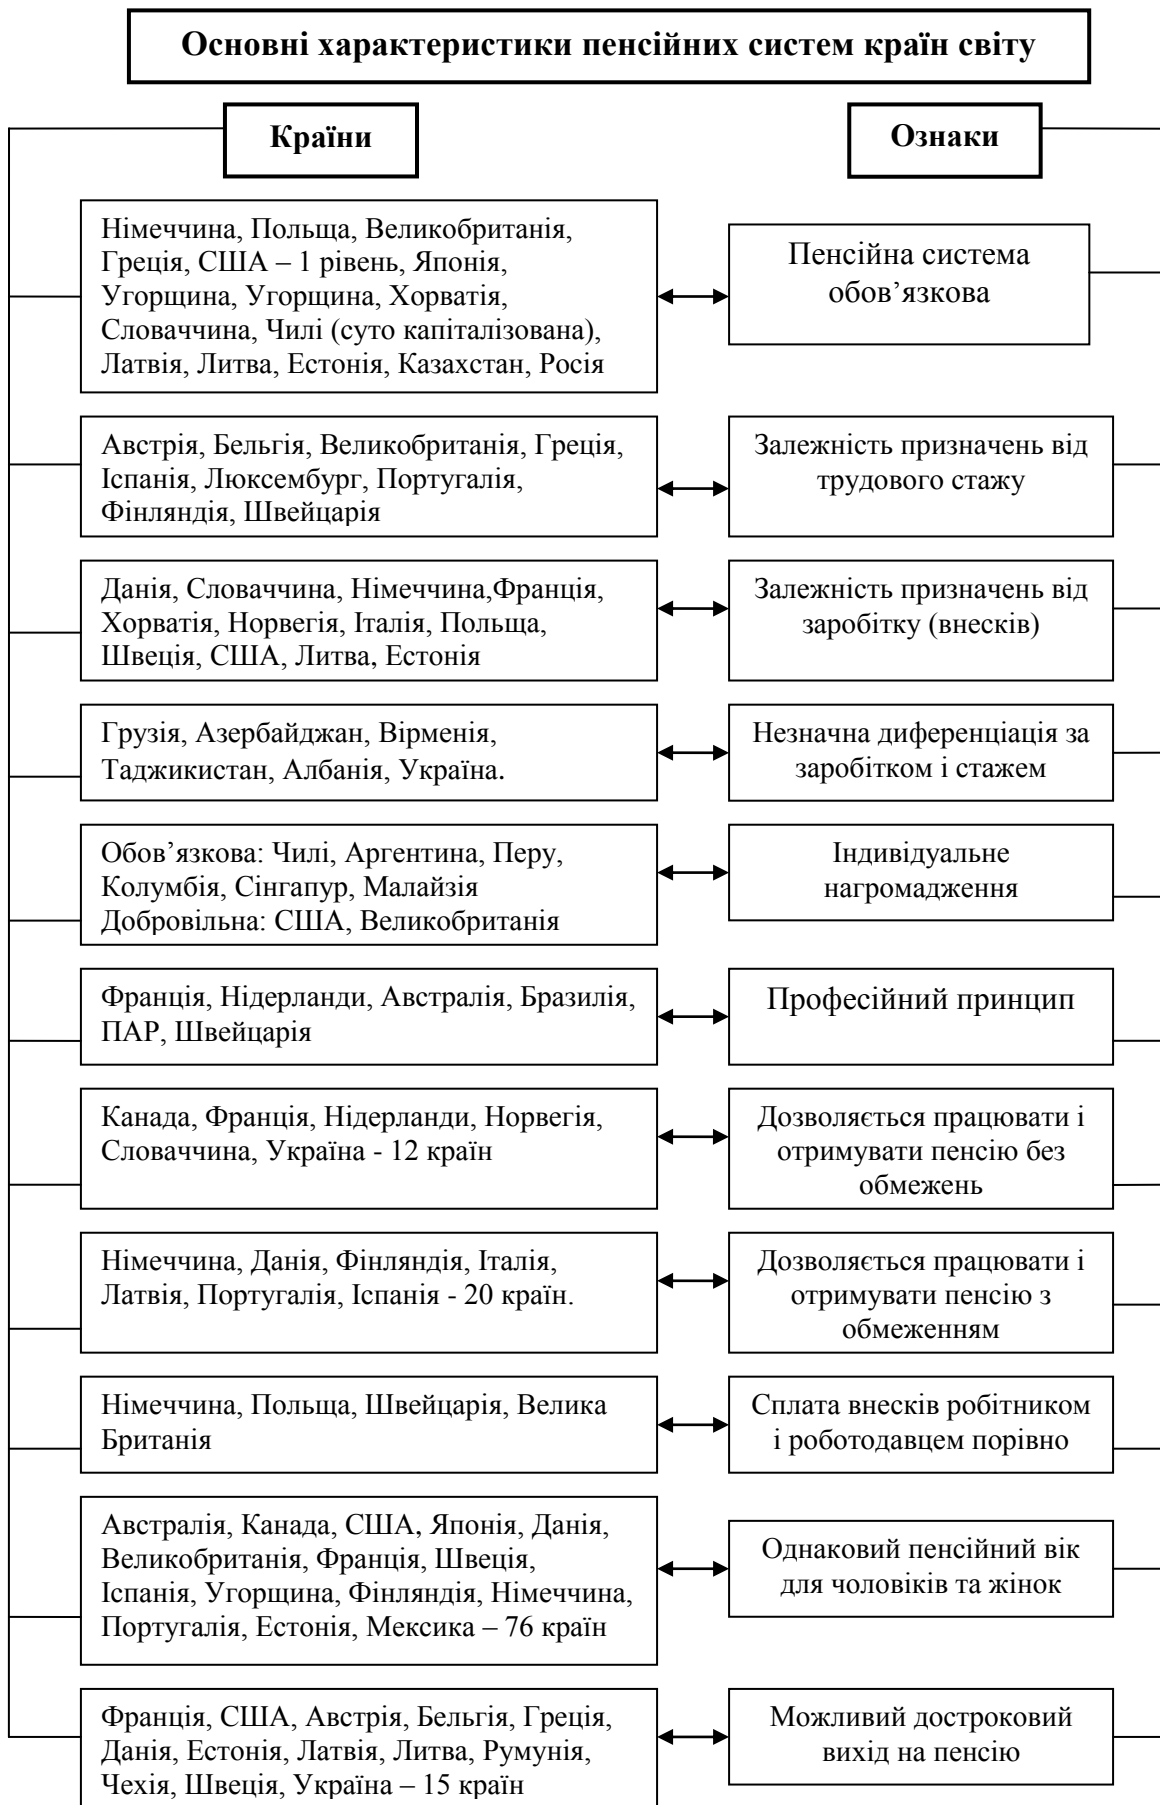 Основні характеристики пенсійних систем країн світу
Країни
Ознаки
Німеччина, Польща, Великобританія,
Греція, США – 1 рівень, Японія,
Угорщина, Угорщина, Хорватія,
Словаччина, Чилі (суто капіталізована),
Латвія, Литва, Естонія, Казахстан, Росія
Пенсійна система
обов’язкова
Австрія, Бельгія, Великобританія, Греція,
Іспанія, Люксембург, Португалія,
Фінляндія, Швейцарія
Залежність призначень від
трудового стажу
Данія, Словаччина, Німеччина,Франція,
Хорватія, Норвегія, Італія, Польща,
Швеція, США, Литва, Естонія
Залежність призначень від
заробітку (внесків)
Грузія, Азербайджан, Вірменія,
Таджикистан, Албанія, Україна.
Незначна диференціація за
заробітком і стажем
Обов’язкова: Чилі, Аргентина, Перу,
Колумбія, Сінгапур, Малайзія
Добровільна: США, Великобританія
Індивідуальне
нагромадження
Франція, Нідерланди, Австралія, Бразилія,
ПАР, Швейцарія
Професійний принцип
Канада, Франція, Нідерланди, Норвегія,
Словаччина, Україна - 12 країн
Дозволяється працювати і
отримувати пенсію без
обмежень
Німеччина, Данія, Фінляндія, Італія,
Латвія, Португалія, Іспанія - 20 країн.
Дозволяється працювати і
отримувати пенсію з
обмеженням
Німеччина, Польща, Швейцарія, Велика
Британія
Сплата внесків робітником
і роботодавцем порівно
Австралія, Канада, США, Японія, Данія,
Великобританія, Франція, Швеція,
Іспанія, Угорщина, Фінляндія, Німеччина,
Португалія, Естонія, Мексика – 76 країн
Однаковий пенсійний вік
для чоловіків та жінок
Франція, США, Австрія, Бельгія, Греція,
Данія, Естонія, Латвія, Литва, Румунія,
Чехія, Швеція, Україна – 15 країн
Можливий достроковий
вихід на пенсію